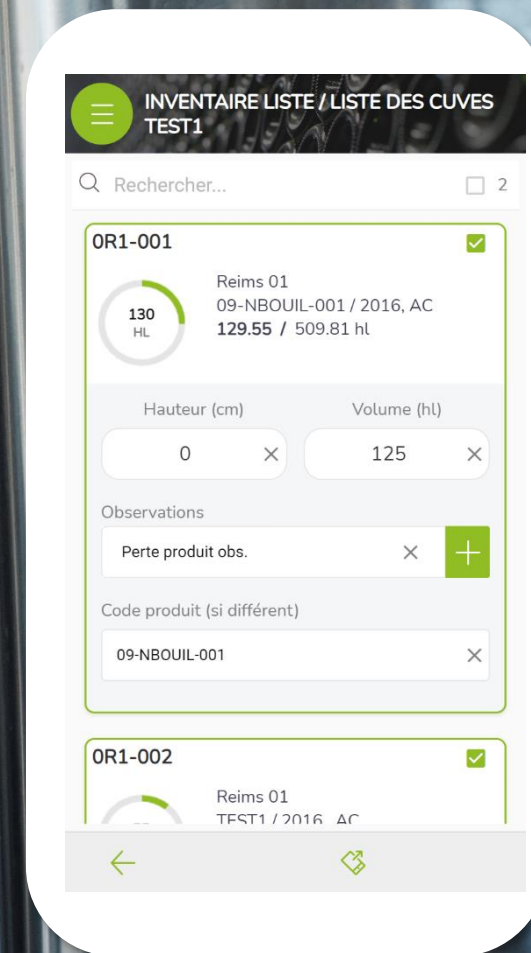 INVENTAIRE LISTE / LISTE DES CUVES
TEST1
Rechercher...
2
0R1-001
130
HL
Reims 01
09-NBOUIL-001 / 2016, AC
129.55 / 509.81 hl
Hauteur (cm)
Volume (hl)
0
125
Observations
Perte produit obs.
Code produit (si différent)
09-NBOUIL-001
0R1-002
Reims 01
TEST1 / 2016, AC